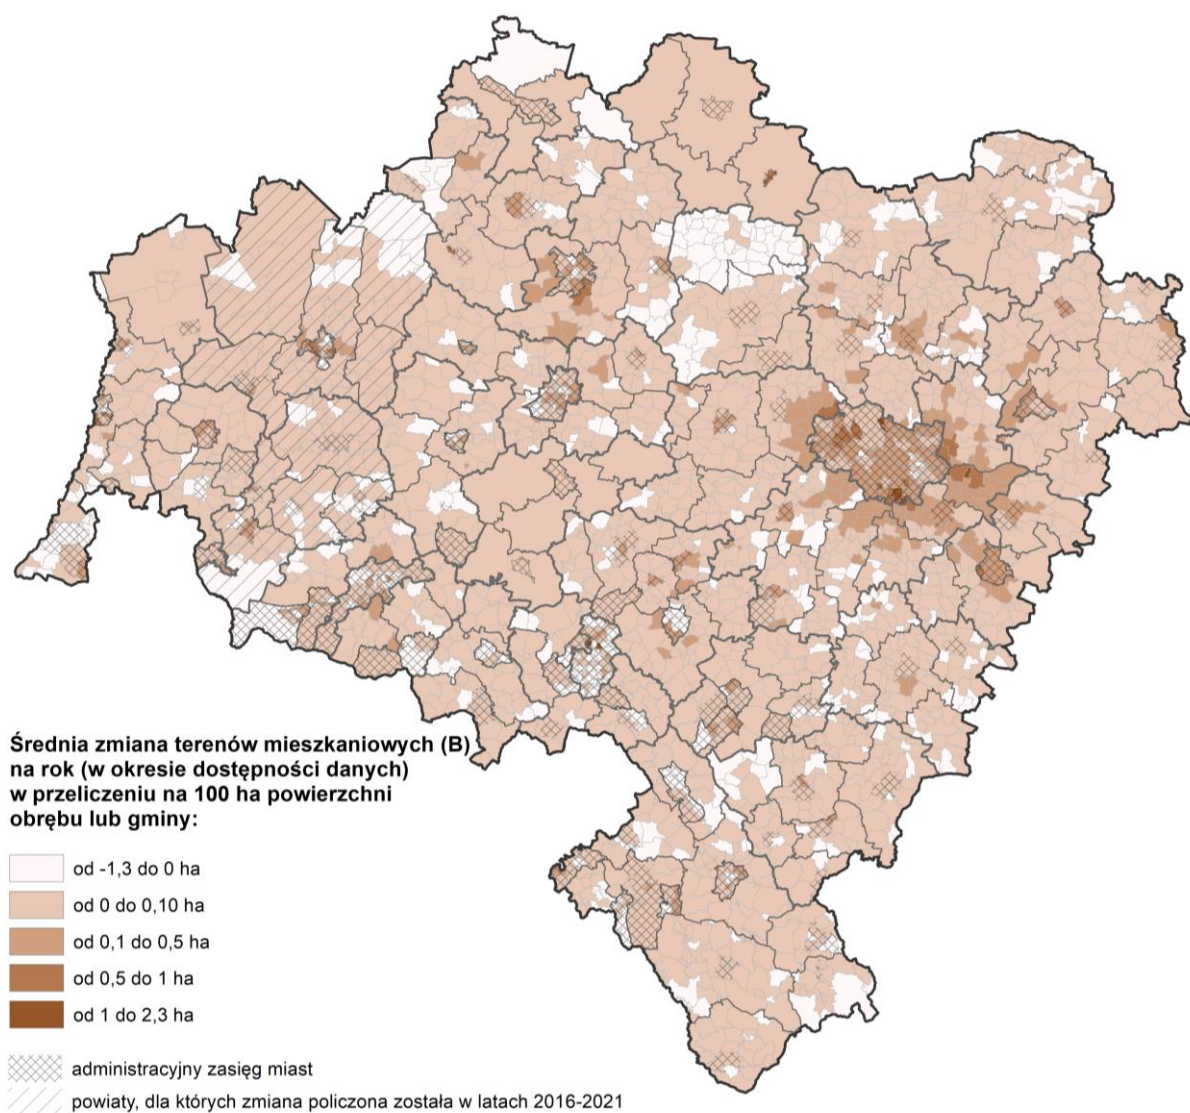 Średnia zmiana terenów mieszkaniowych (B)
na rok (w okresie dostępności danych)
w przeliczeniu na 100 ha powierzchni
obrębu lub gminy:
od -1,3 do 0 ha
od 0 do 0,10 ha
od 0,1 do 0,5 ha
od 0,5 do 1 ha
od 1 do 2,3 ha
administracyjny zasięg miast
powiaty, dla których zmiana policzona została w latach 2016-2021